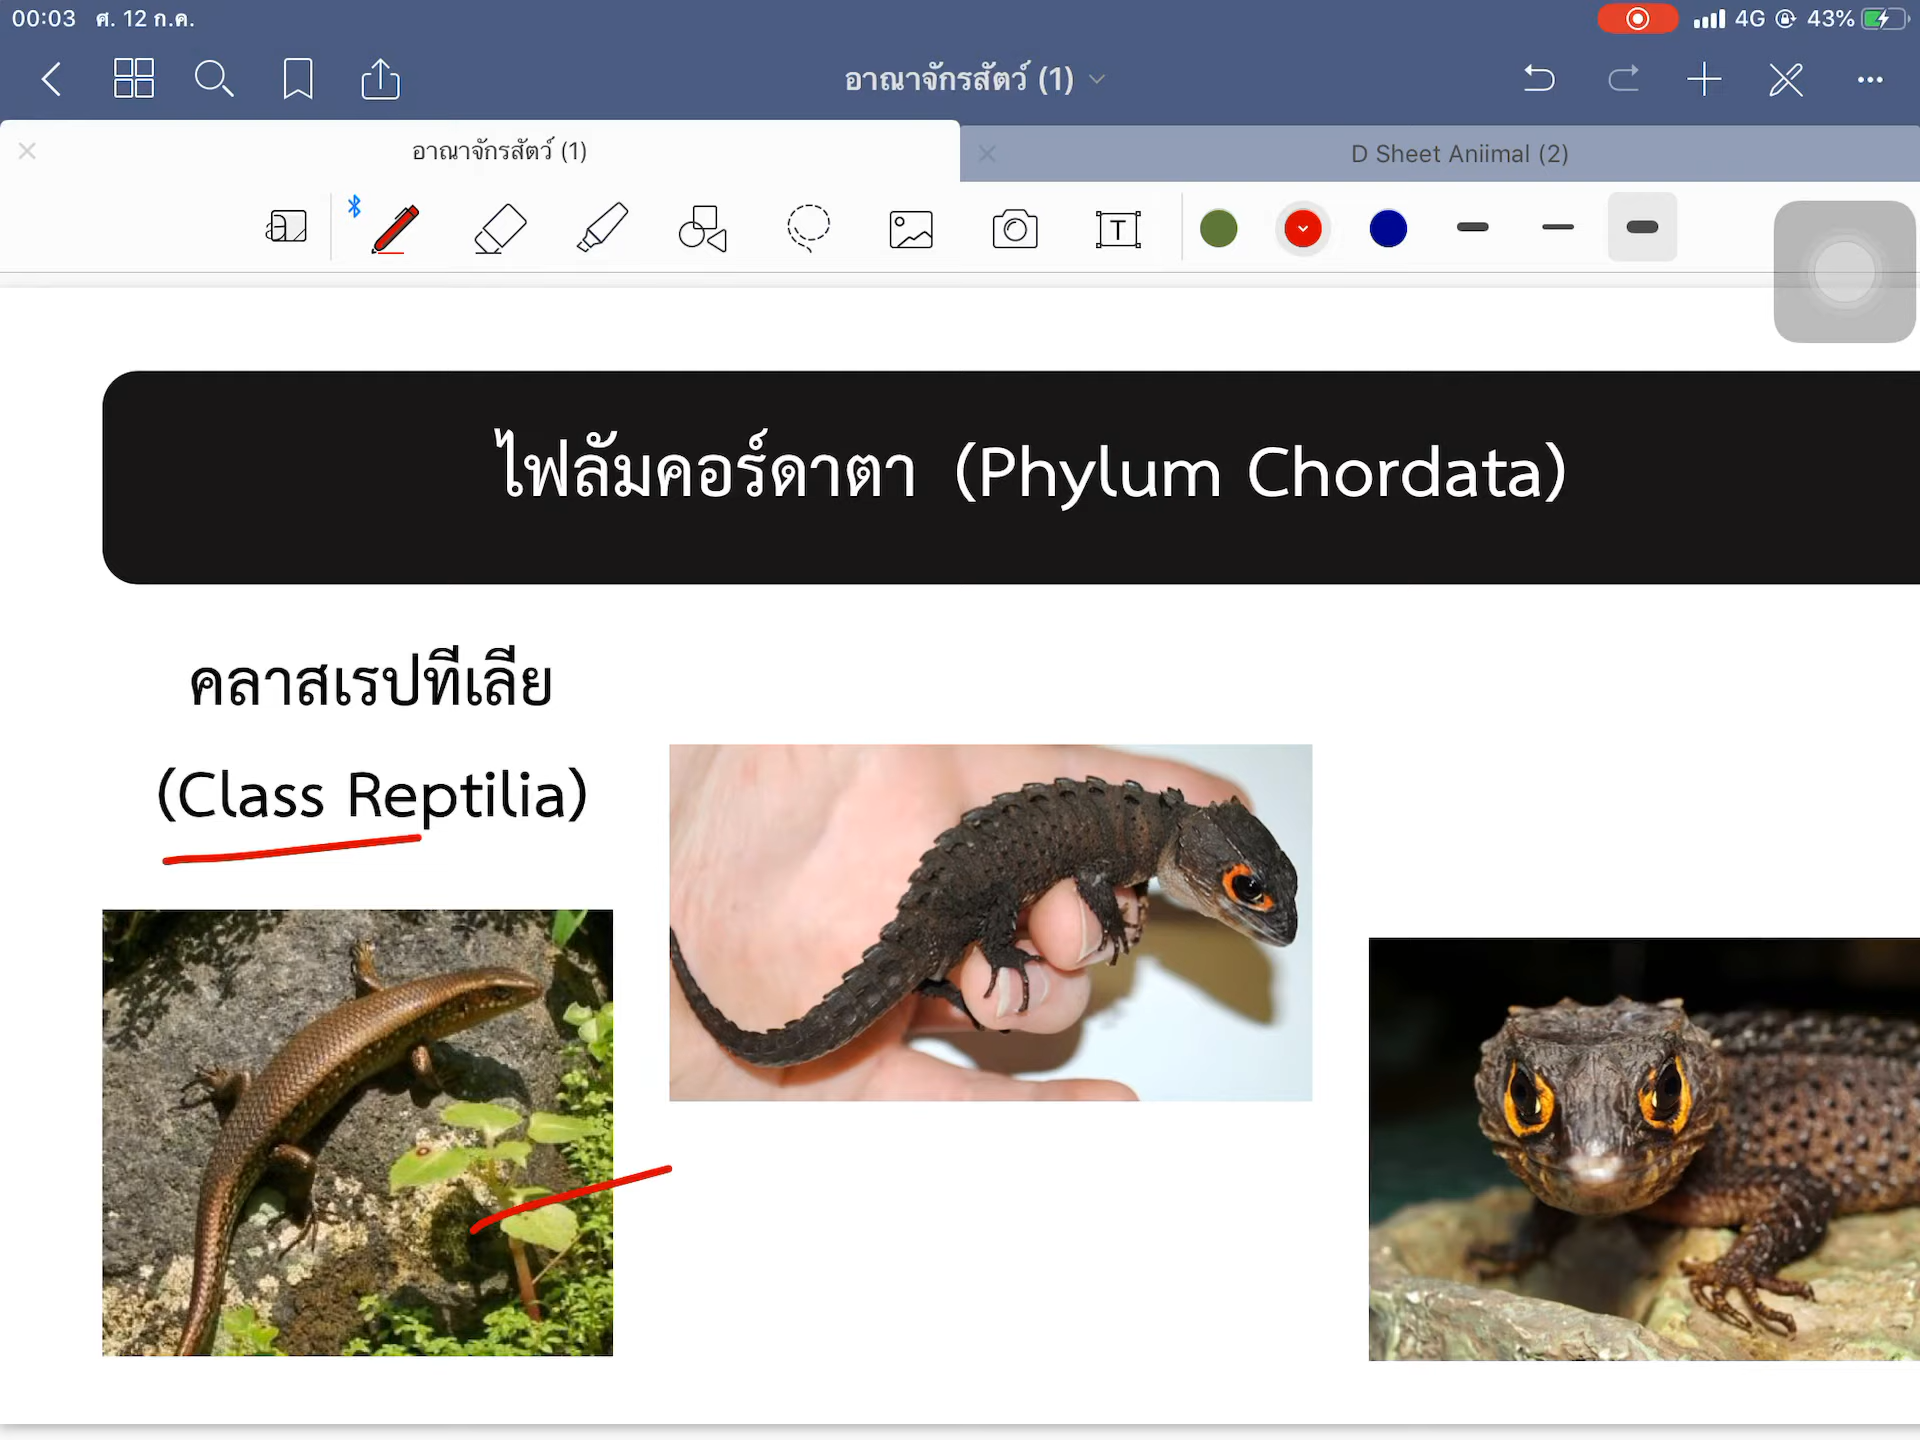 00:03 ศ. 12 ก.ค. 4G 43%
อาณาจักรสัตว์ (1)
อาณาจักรสัตว์ (1) D Sheet Aniimal (2)
T
ไฟลัมคอร์ดาตา (Phylum Chordata)
คลาสเรปทีเลีย
(Class Reptilia)